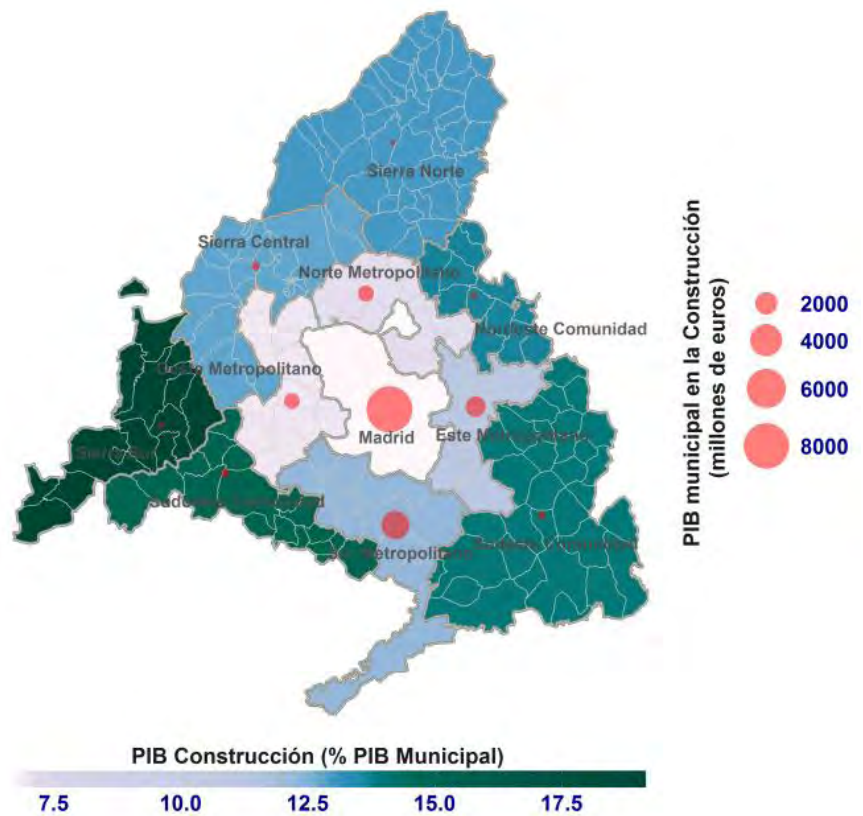 Sierra Norte
Sierra Central
Norte Metropolitano
Nordeste Comunidad
Oeste Metropolitano
Madrid
Este Metropolitano
Sierra Sur
Sudoeste Comunidad
Sur Metropolitano
Sudeste Comunidad
PIB municipal en la Construcción
(millones de euros)
2000
4000
6000
8000
PIB Construcción (% PIB Municipal)
7.5 10.0 12.5 15.0 17.5